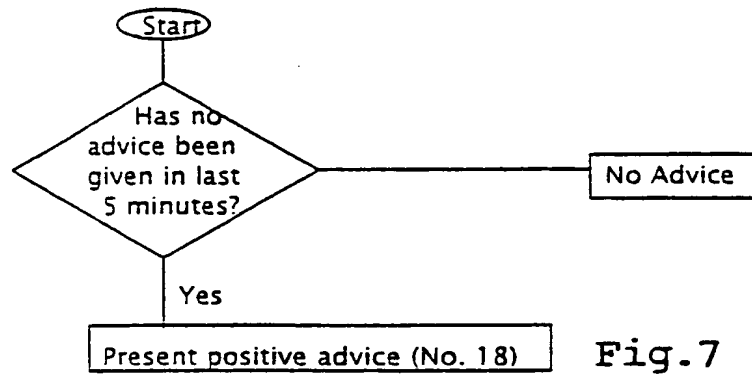 Start
Has no
advice been
given in last
5 minutes?
No Advice
Yes
Present positive advice (No. 18)
Fig.7